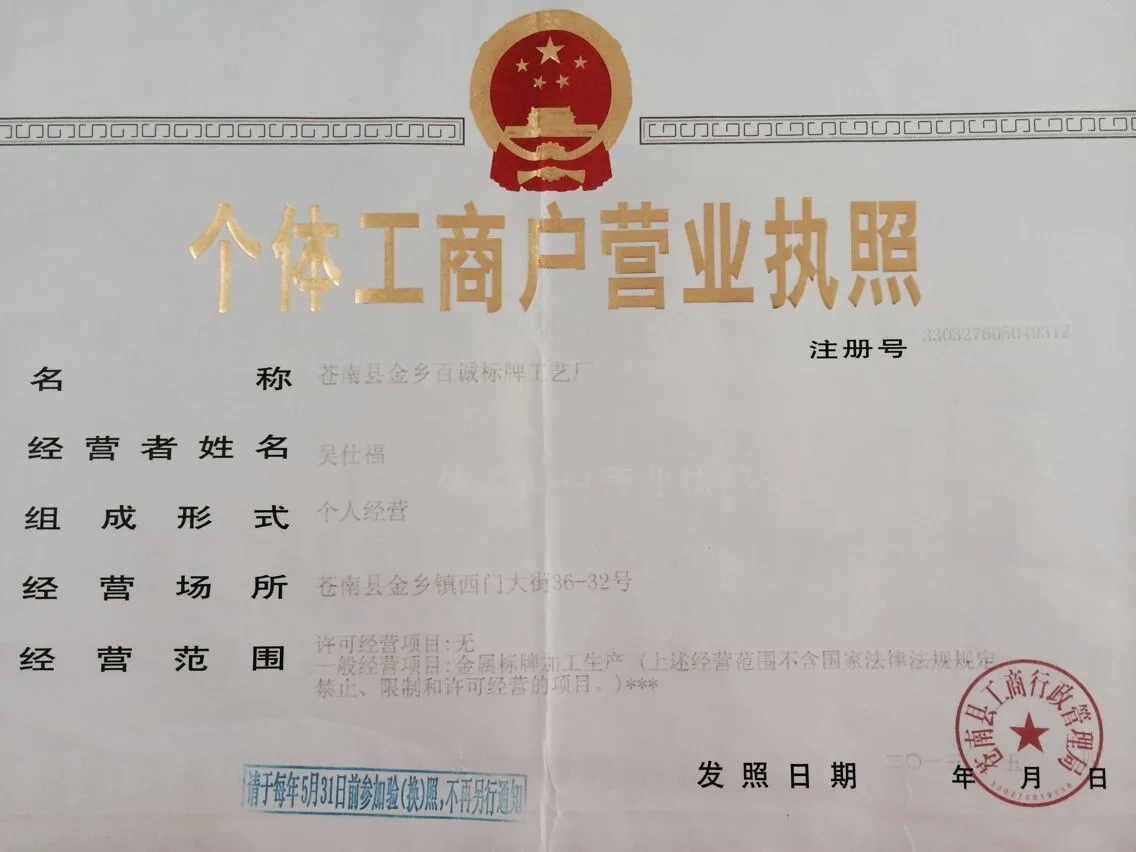 个体工商户营业执照
注册号 330327608049312
名称 苍南县金乡百诚标牌工艺厂
经营者姓名 吴仕福
组成形式 个人经营
经营场所 苍南县金乡镇西门大街36-32号
经营范围 许可经营项目:无
一般经营项目:金属标牌加工生产（上述经营范围不含国家法律法规规定
禁止、限制和许可经营的项目。)***
苍南县工商行政管理局
发照日期 二〇一 年 月 五 日
请于每年5月31日前参加验(换)照,不再另行通知